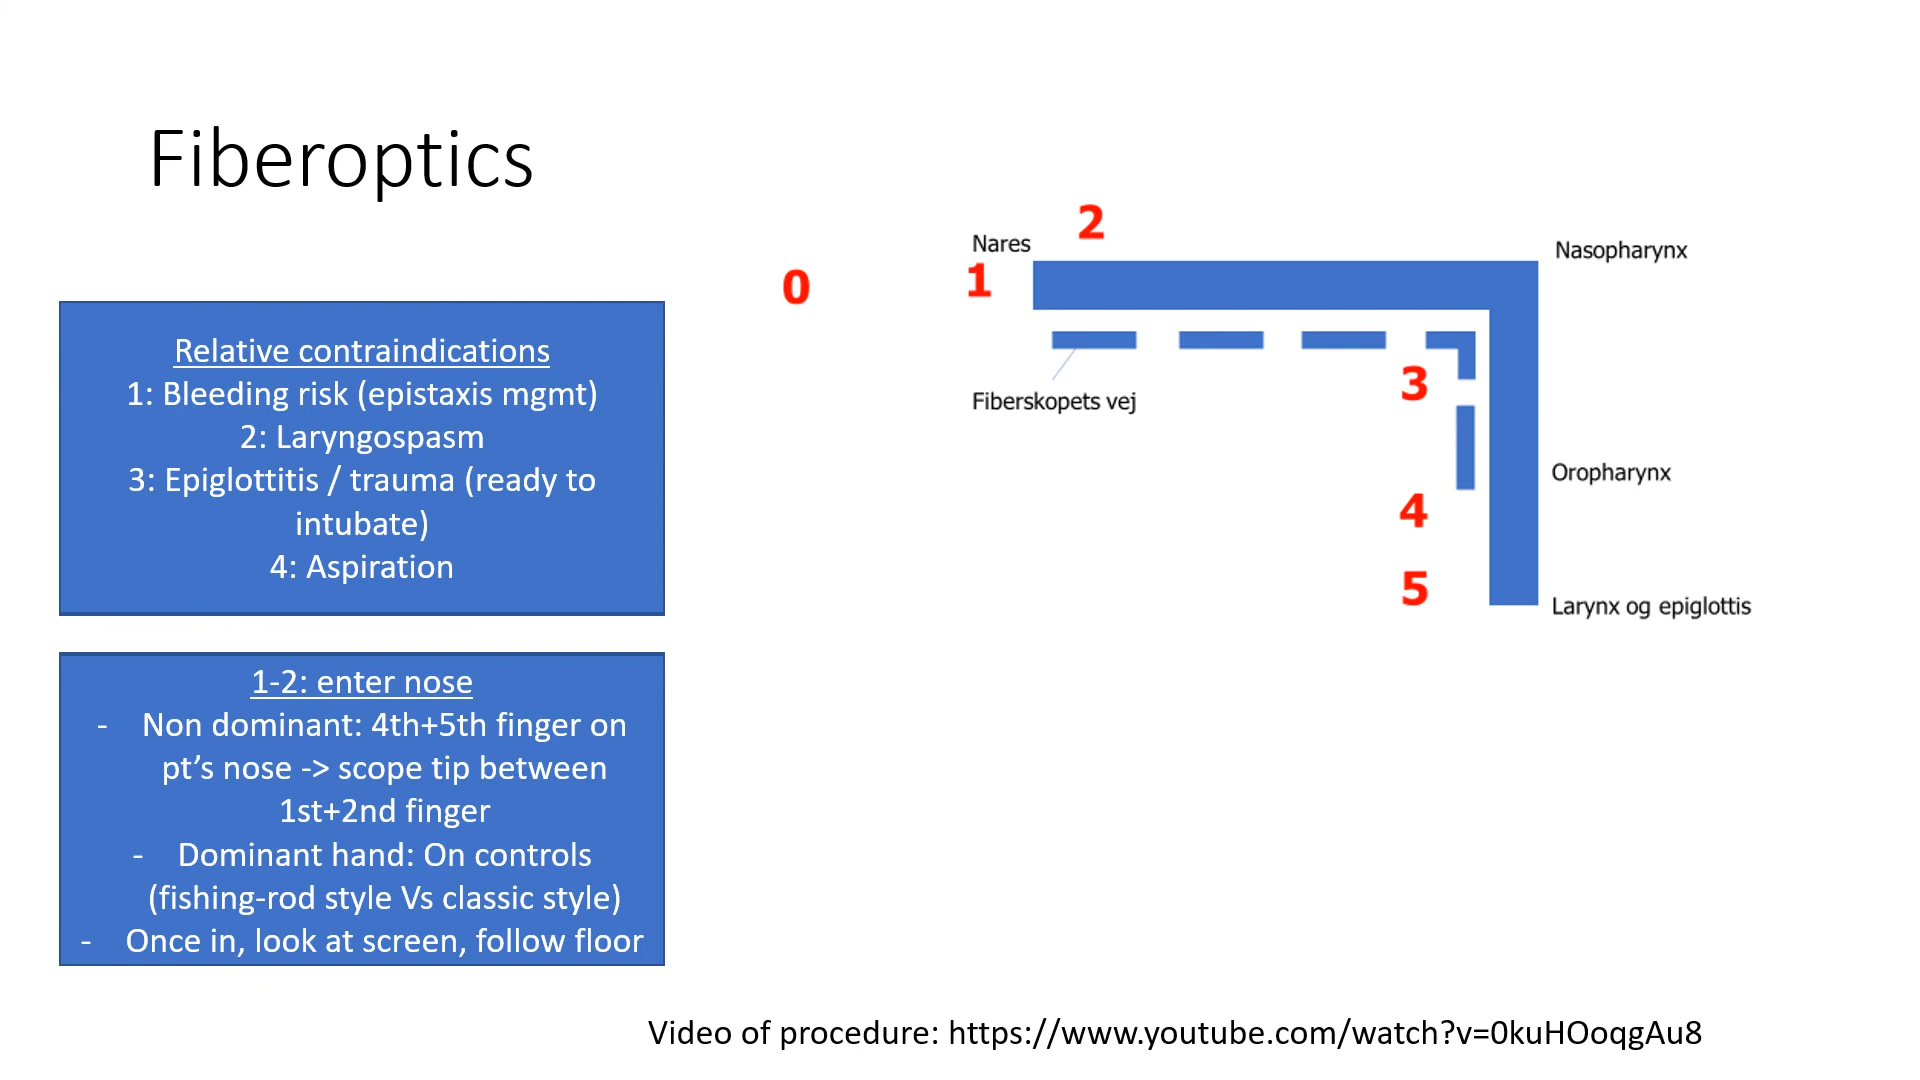 Fiberoptics
Relative contraindications
1: Bleeding risk (epistaxis mgmt)
2: Laryngospasm
3: Epiglottitis / trauma (ready to
intubate)
4: Aspiration
1-2: enter nose
- Non dominant: 4th+5th finger on
pt’s nose -> scope tip between
1st+2nd finger
- Dominant hand: On controls
(fishing-rod style Vs classic style)
- Once in, look at screen, follow floor
0
Nares
1
2
Nasopharynx
Fiberskopets vej
3
Oropharynx
4
5
Larynx og epiglottis
Video of procedure: https://www.youtube.com/watch?v=0kuHOoqgAu8